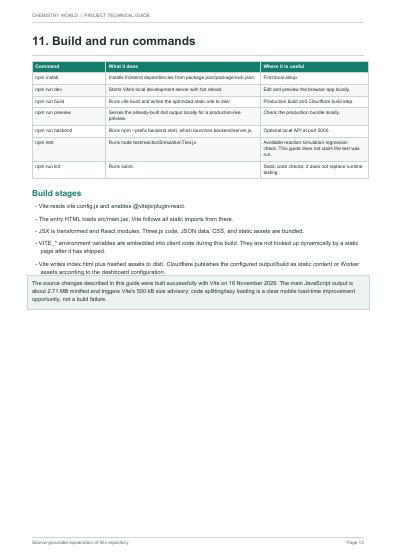 CHEMISTRY WORLD | PROJECT TECHNICAL GUIDE
11. Build and run commands
Command What it does Where it is useful
npm install Installs frontend dependencies from package.json/package-lock.json. First local setup.
npm run dev Starts Vite's local development server with hot reload. Edit and preview the browser app locally.
npm run build Runs vite build and writes the optimized static site to dist/. Production build and Cloudflare build step.
npm run preview Serves the already-built dist output locally for a production-like Check the production bundle locally.
preview.
npm run backend Runs npm --prefix backend start, which launches backend/server.js. Optional local API at port 5000.
npm test Runs node test/reactionSimulationTest.js. Available reaction simulation regression
check. This guide does not claim the test was
run.
npm run lint Runs oxlint. Static code checks; it does not replace runtime
testing.
Build stages
- Vite reads vite.config.js and enables @vitejs/plugin-react.
- The entry HTML loads src/main.jsx; Vite follows all static imports from there.
- JSX is transformed and React modules, Three.js code, JSON data, CSS, and static assets are bundled.
- VITE_* environment variables are embedded into client code during this build. They are not looked up dynamically by a static
page after it has shipped.
- Vite writes index.html plus hashed assets to dist/. Cloudflare publishes the configured output/build as static content or Worker
assets according to the dashboard configuration.
The source changes described in this guide were built successfully with Vite on 16 November 2026. The main JavaScript output is
about 2.71 MB minified and triggers Vite's 500 kB size advisory; code splitting/lazy loading is a clear mobile load-time improvement
opportunity, not a build failure.
Source-grounded explanation of this repository Page 13